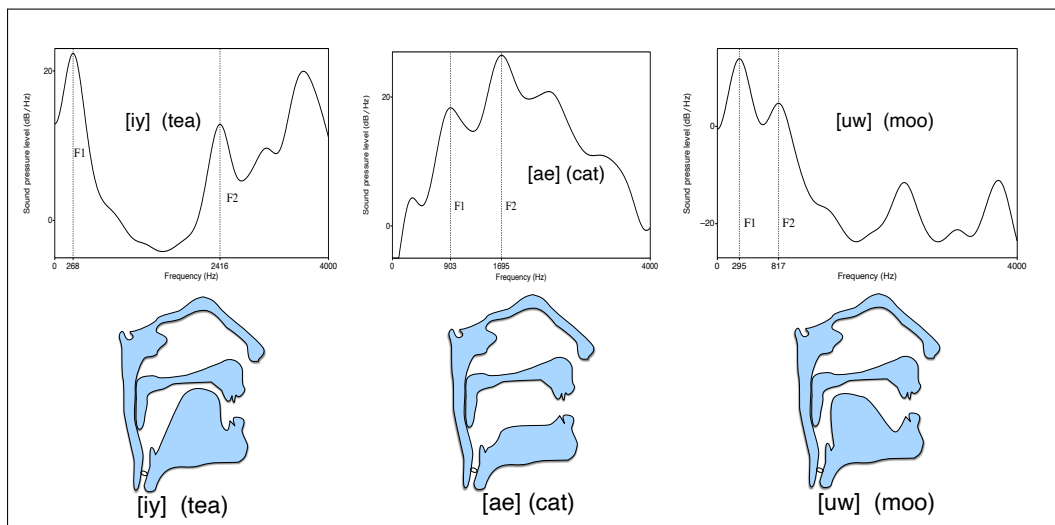 Sound pressure level (dB/Hz)
20
0
[iy] (tea)
F1
F2
0
268
2416
4000
Frequency (Hz)
Sound pressure level (dB/Hz)
20
0
[ae] (cat)
F1
F2
0
903
1695
4000
Frequency (Hz)
Sound pressure level (dB/Hz)
0
−20
[uw] (moo)
F1
F2
0
295
817
4000
Frequency (Hz)
[iy] (tea)
[ae] (cat)
[uw] (moo)